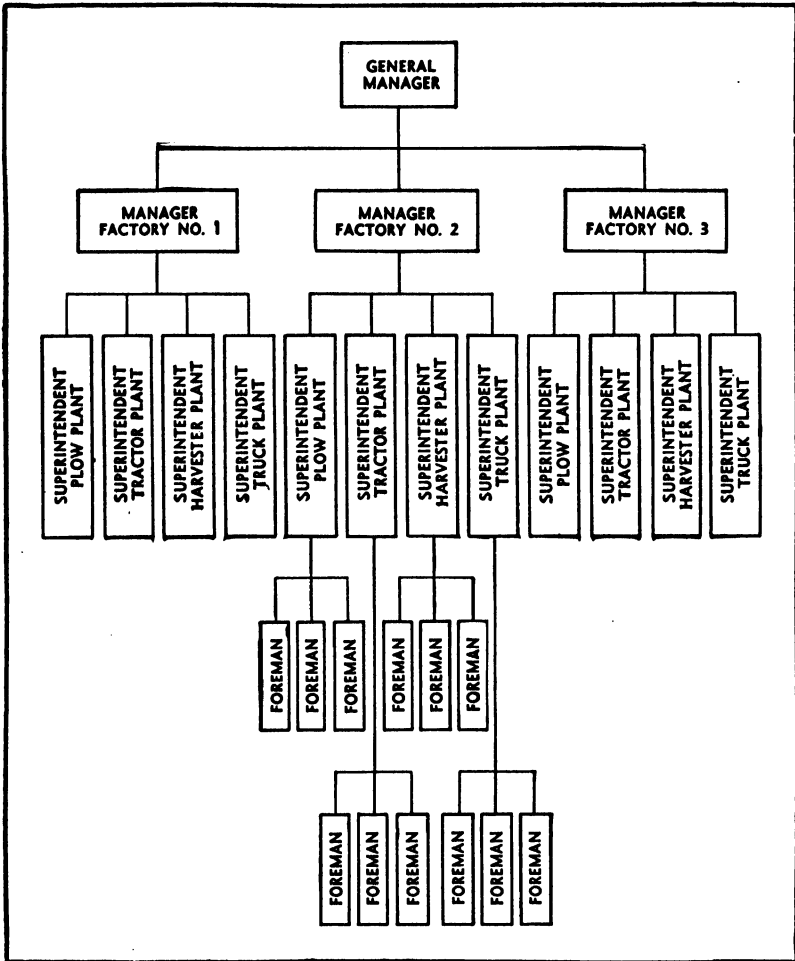 GENERAL
MANAGER
MANAGER
FACTORY NO. 1
MANAGER
FACTORY NO. 2
MANAGER
FACTORY NO. 3
SUPERINTENDENT
PLOW PLANT
SUPERINTENDENT
TRACTOR PLANT
SUPERINTENDENT
HARVESTER PLANT
SUPERINTENDENT
TRUCK PLANT
SUPERINTENDENT
PLOW PLANT
SUPERINTENDENT
TRACTOR PLANT
SUPERINTENDENT
HARVESTER PLANT
SUPERINTENDENT
TRUCK PLANT
SUPERINTENDENT
PLOW PLANT
SUPERINTENDENT
TRACTOR PLANT
SUPERINTENDENT
HARVESTER PLANT
SUPERINTENDENT
TRUCK PLANT
FOREMAN
FOREMAN
FOREMAN
FOREMAN
FOREMAN
FOREMAN
FOREMAN
FOREMAN
FOREMAN
FOREMAN
FOREMAN
FOREMAN